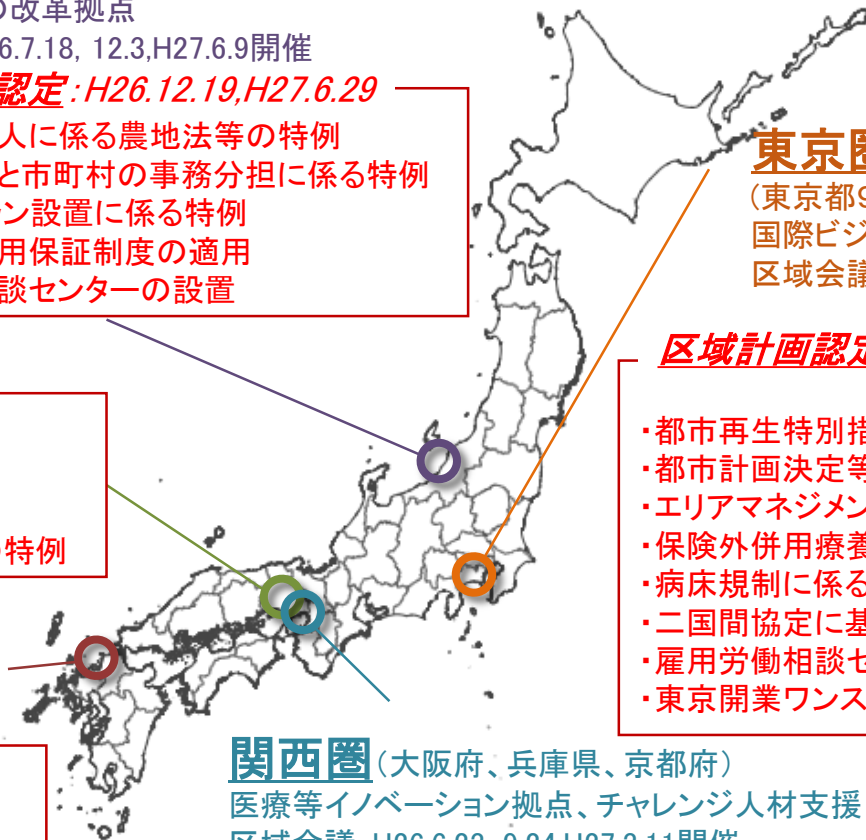 の改革拠点
6.7.18, 12.3,H27.6.9開催
認定:H26.12.19,H27.6.29
人に係る農地法等の特例
と市町村の事務分担に係る特例
ン設置に係る特例
用保証制度の適用
談センターの設置
の特例
東京圏
(東京都9
国際ビジ
区域会議
区域計画認定
・都市再生特別措
・都市計画決定等
・エリアマネジメン
・保険外併用療養
・病床規制に係る
・二国間協定に基
・雇用労働相談セ
・東京開業ワンス
関西圏(大阪府、兵庫県、京都府)
医療等イノベーション拠点、チャレンジ人材支援